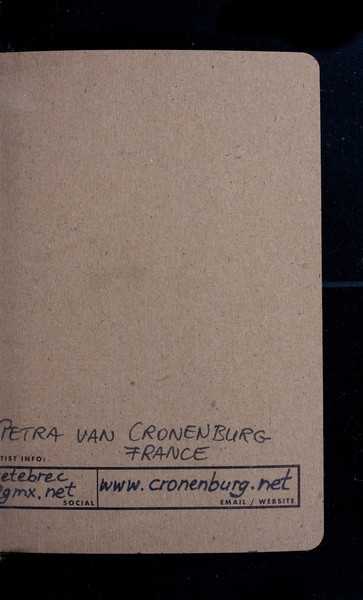 PETRA VAN CRONENBURG
FRANCE
TIST INFO:
etebrec
@gmx.net
SOCIAL
www.cronenburg.net
EMAIL / WEBSITE